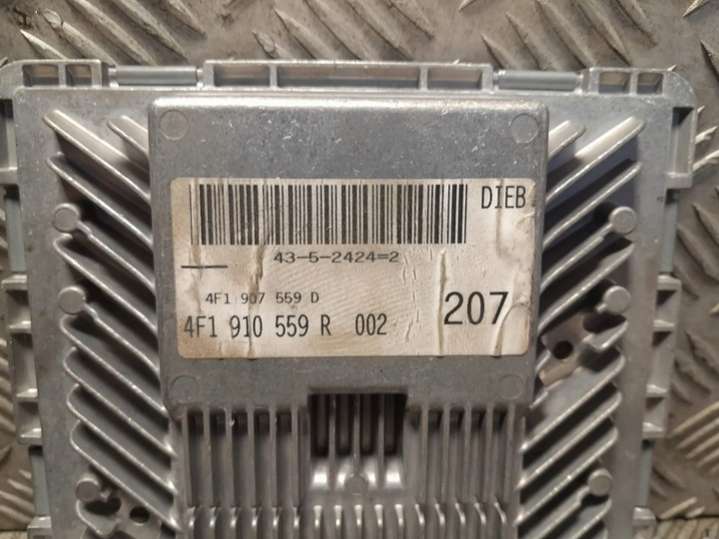 DIEB
43-5-2424=2
4F1 907 559 D
4F1 910 559 R 002
207